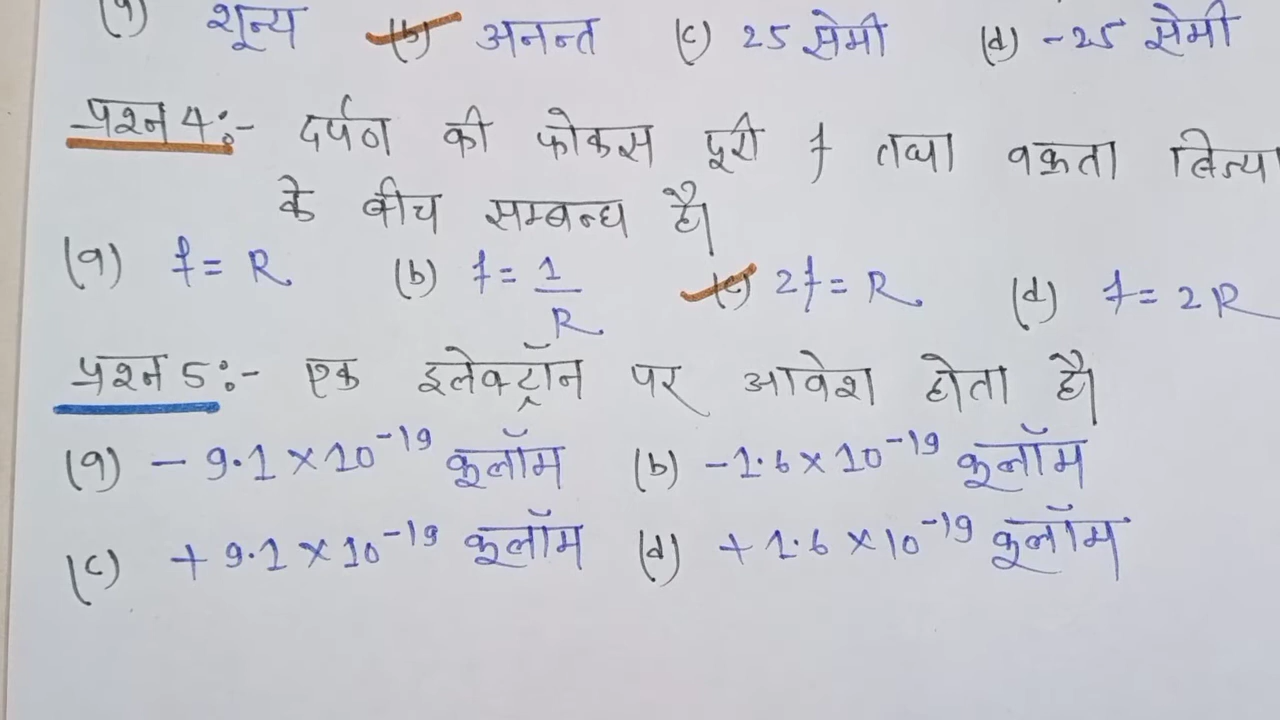 (a) शून्य (b) अनन्त (c) 25 सेमी (d) -25 सेमी
प्रश्न 4:- दर्पण की फोकस दूरी f तथा वक्रता त्रिज्या
के बीच सम्बन्ध है।
(a) f = R (b) f = 1/R (c) 2f = R (d) f = 2R
प्रश्न 5:- एक इलेक्ट्रॉन पर आवेश होता है।
(a) - 9.1 × 10⁻¹⁹ कूलॉम (b) -1.6 × 10⁻¹⁹ कूलॉम
(c) + 9.1 × 10⁻¹⁹ कूलॉम (d) + 1.6 × 10⁻¹⁹ कूलॉम